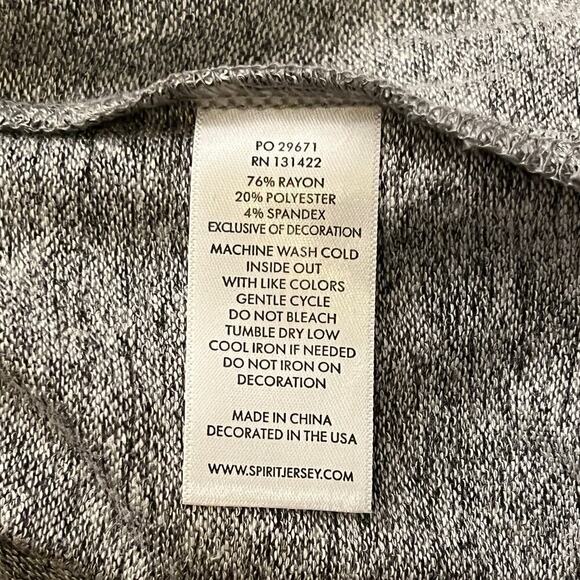 PO 29671
RN 131422
76% RAYON
20% POLYESTER
4% SPANDEX
EXCLUSIVE OF DECORATION
MACHINE WASH COLD
INSIDE OUT
WITH LIKE COLORS
GENTLE CYCLE
DO NOT BLEACH
TUMBLE DRY LOW
COOL IRON IF NEEDED
DO NOT IRON ON
DECORATION
MADE IN CHINA
DECORATED IN THE USA
WWW.SPIRITJERSEY.COM